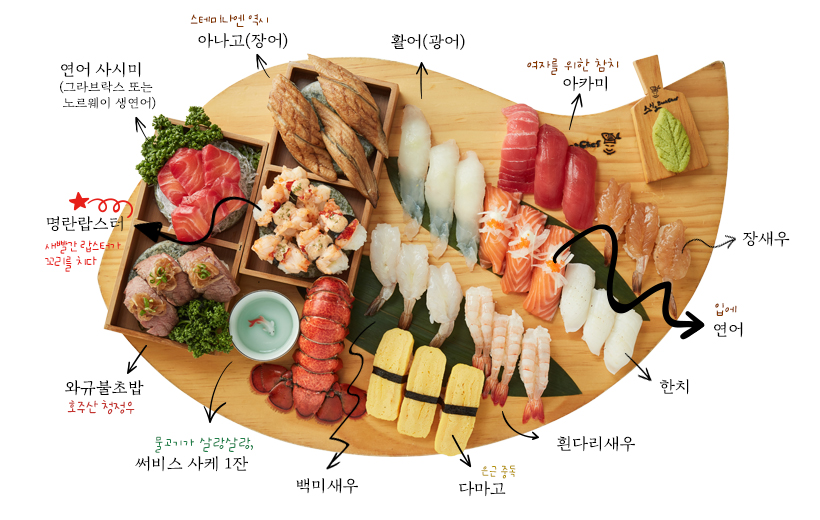 스테미나엔 역시
아나고(장어)
활어(광어)
여자를 위한 참치
아카미
연어 사시미
(그라브락스 또는
노르웨이 생연어)
명란랍스터
새빨간 랍스터가
꼬리를 치다
장새우
입에
연어
와규불초밥
호주산 청정우
한치
물고기가 살랑살랑,
써비스 사케 1잔
흰다리새우
백미새우
은근 중독
다마고